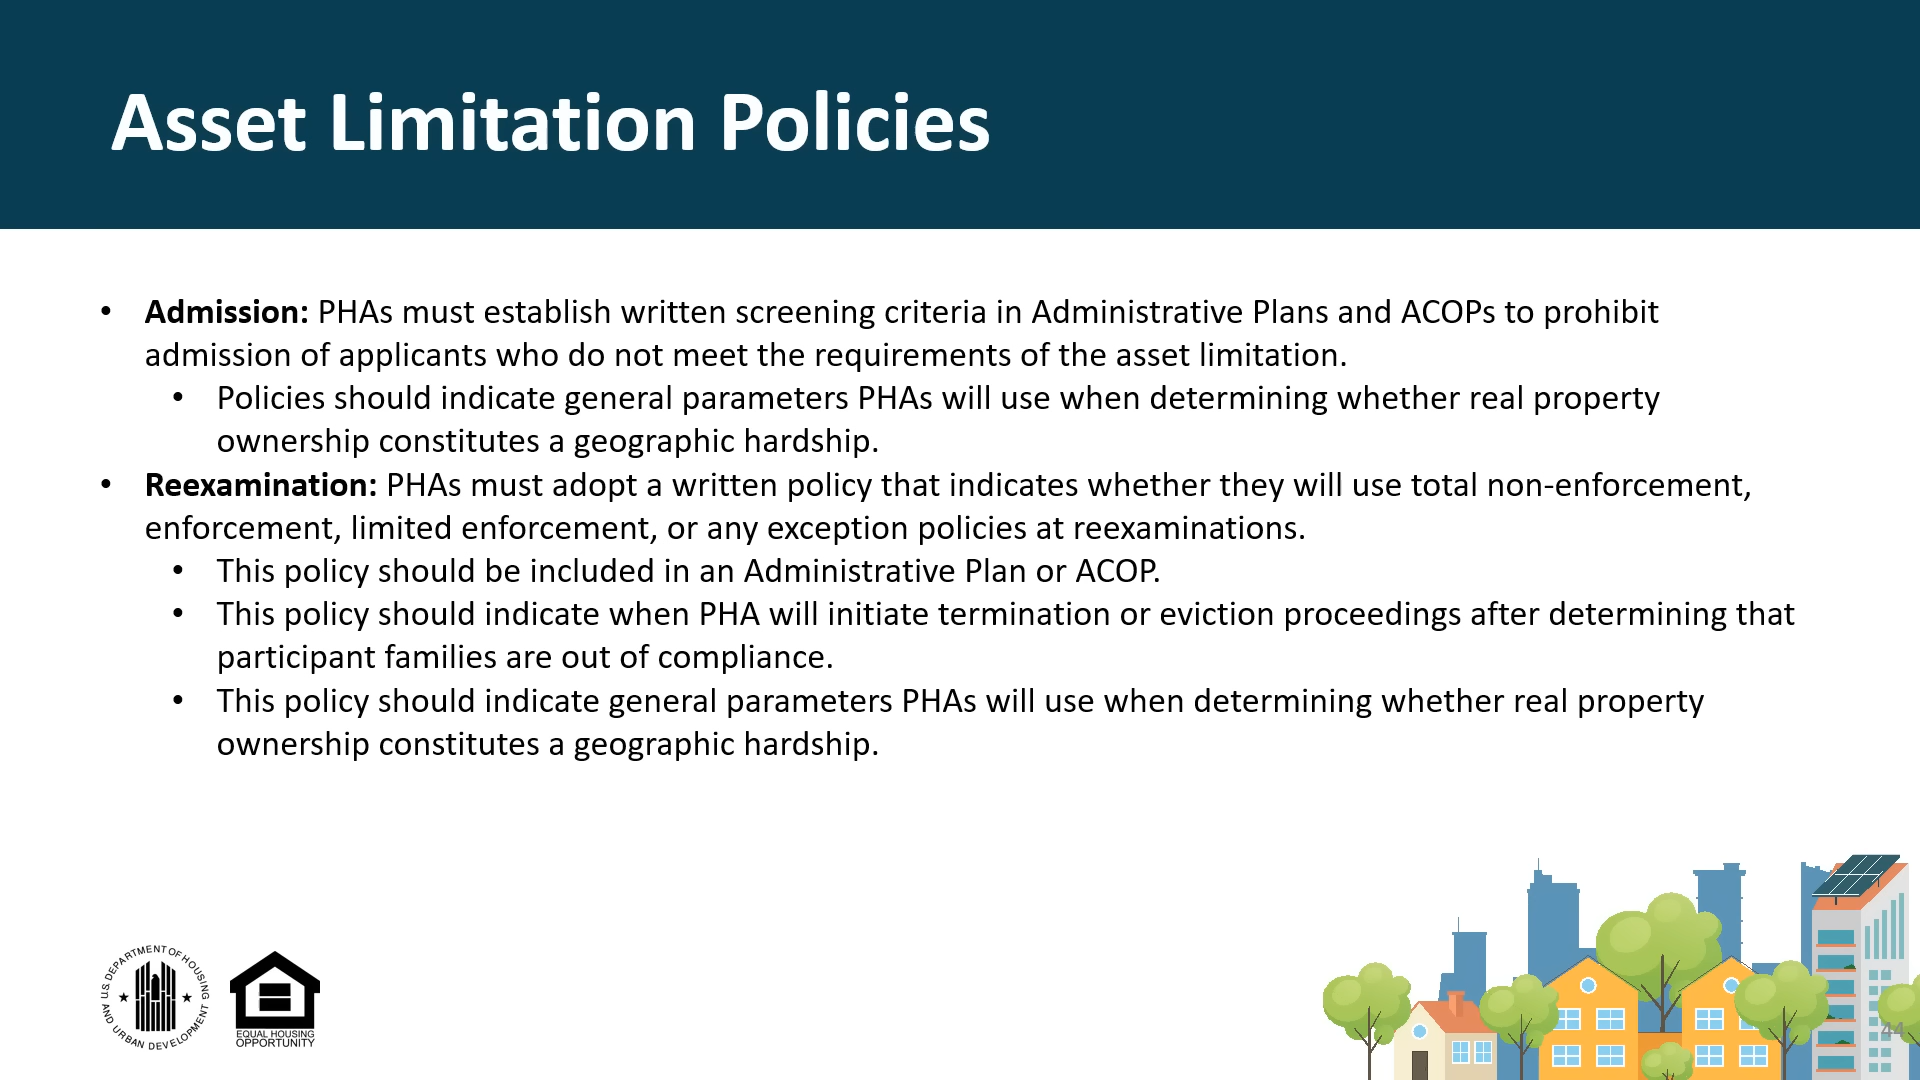 Asset Limitation Policies
• Admission: PHAs must establish written screening criteria in Administrative Plans and ACOPs to prohibit
admission of applicants who do not meet the requirements of the asset limitation.
• Policies should indicate general parameters PHAs will use when determining whether real property
ownership constitutes a geographic hardship.
• Reexamination: PHAs must adopt a written policy that indicates whether they will use total non-enforcement,
enforcement, limited enforcement, or any exception policies at reexaminations.
• This policy should be included in an Administrative Plan or ACOP.
• This policy should indicate when PHA will initiate termination or eviction proceedings after determining that
participant families are out of compliance.
• This policy should indicate general parameters PHAs will use when determining whether real property
ownership constitutes a geographic hardship.
U.S. DEPARTMENT OF HOUSING
AND URBAN DEVELOPMENT
EQUAL HOUSING
OPPORTUNITY
44